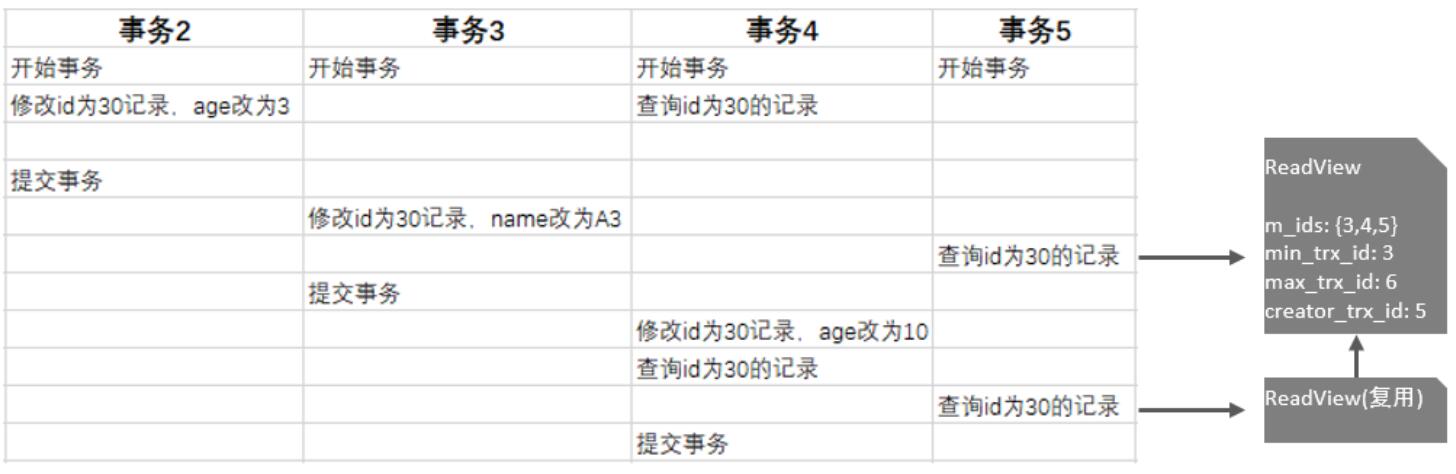 事务2 事务3 事务4 事务5
开始事务 开始事务 开始事务 开始事务
修改id为30记录，age改为3 查询id为30的记录
提交事务
修改id为30记录，name改为A3
查询id为30的记录
提交事务
修改id为30记录，age改为10
查询id为30的记录
查询id为30的记录
提交事务
ReadView
m_ids: {3,4,5}
min_trx_id: 3
max_trx_id: 6
creator_trx_id: 5
ReadView(复用)